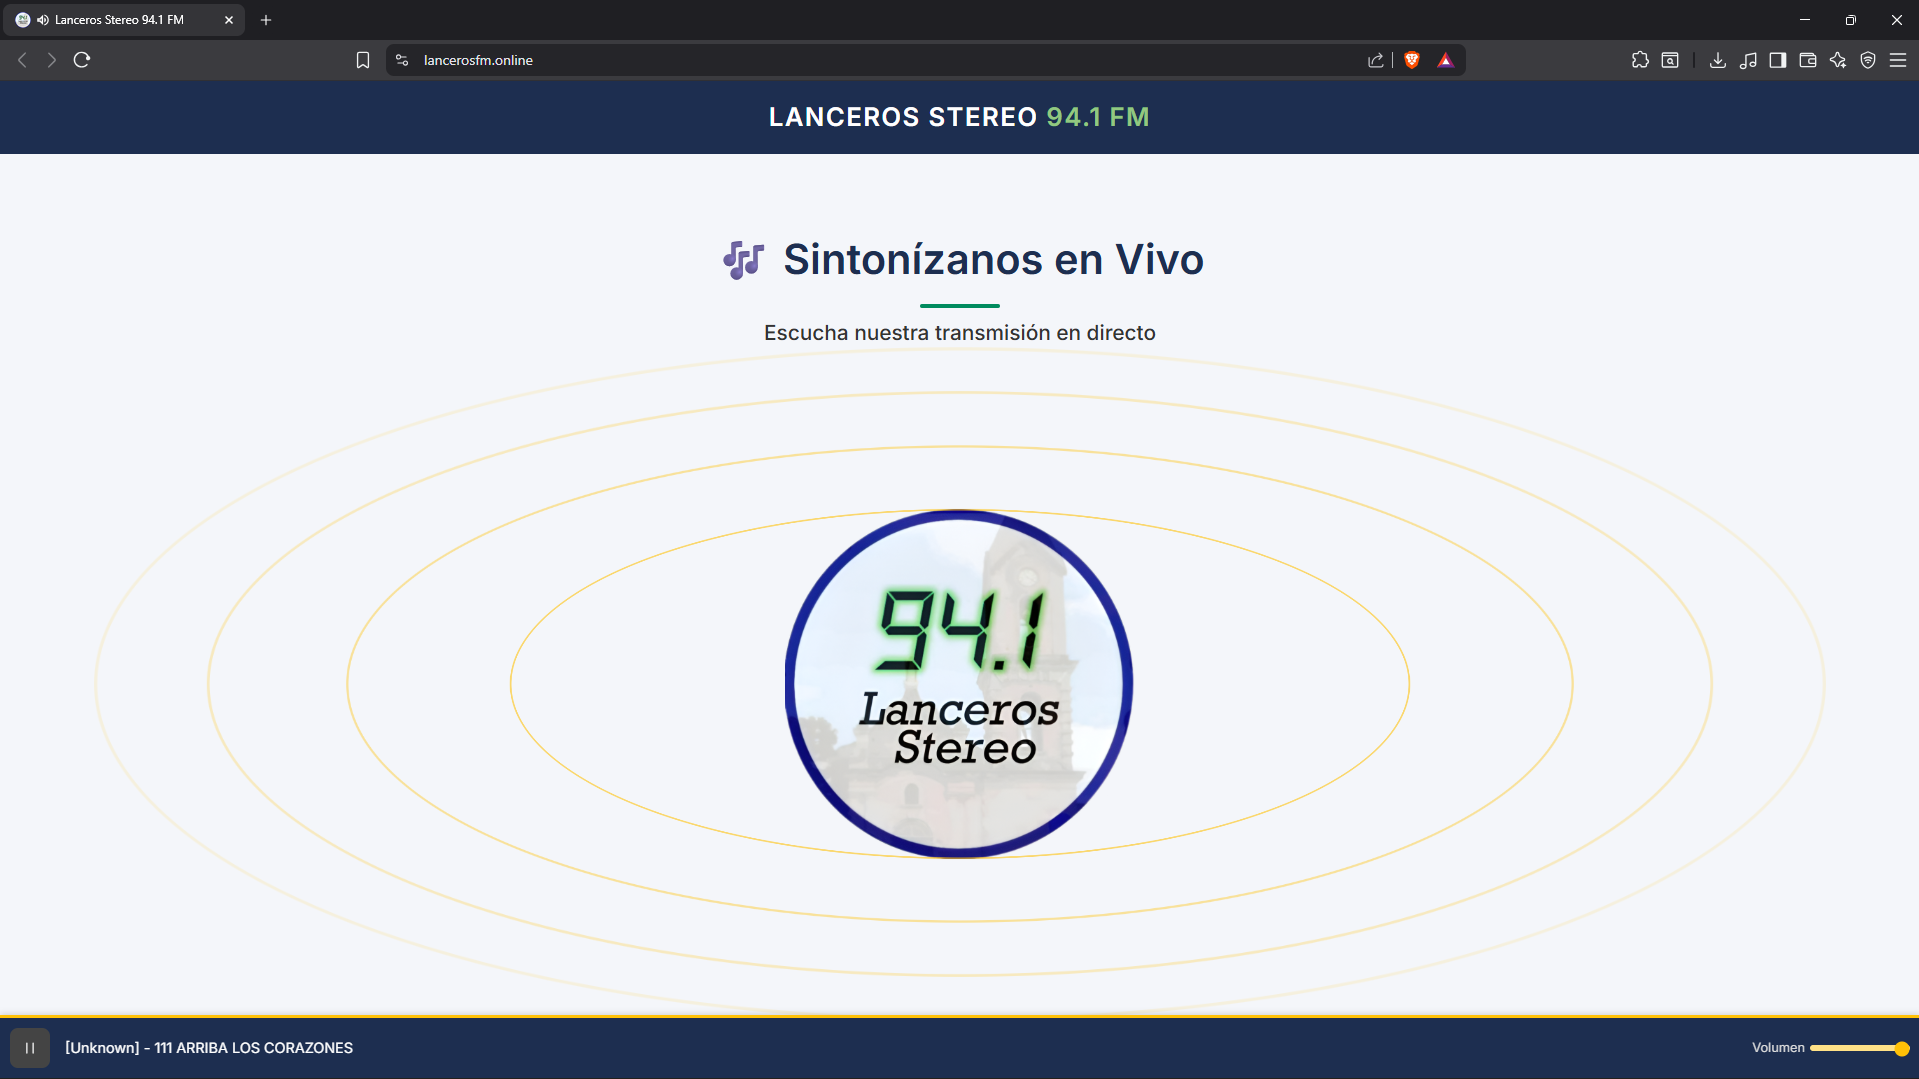 Lanceros Stereo 94.1 FM
lancerosfm.online
LANCEROS STEREO 94.1 FM
Sintonízanos en Vivo
Escucha nuestra transmisión en directo
94.1
Lanceros
Stereo
[Unknown] - 111 ARRIBA LOS CORAZONES
Volumen